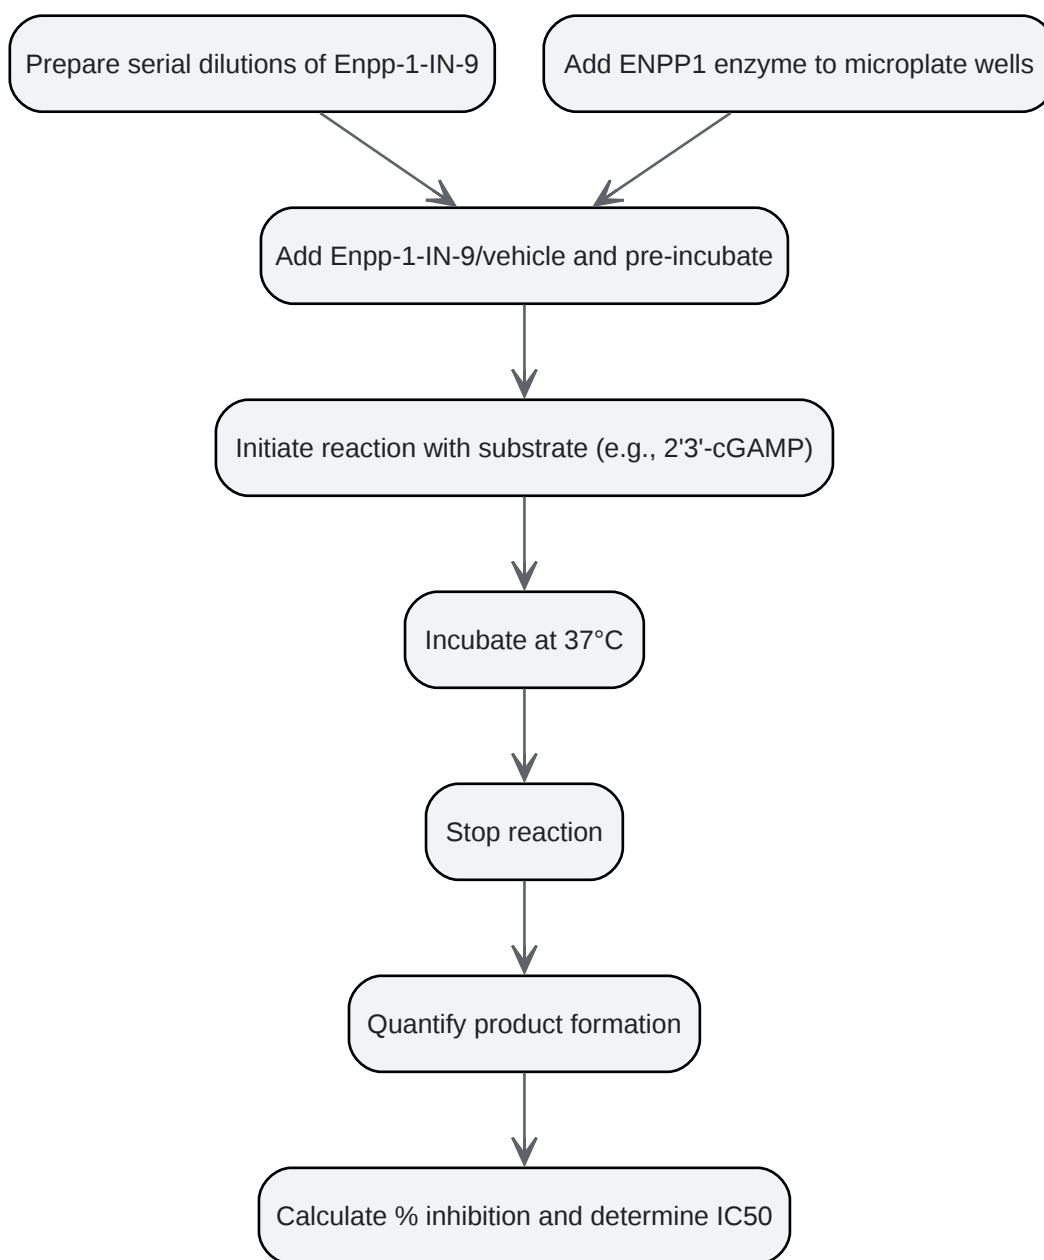 Prepare serial dilutions of Enpp-1-IN-9
Add ENPP1 enzyme to microplate wells
Add Enpp-1-IN-9/vehicle and pre-incubate
Initiate reaction with substrate (e.g., 2'3'-cGAMP)
Incubate at 37°C
Stop reaction
Quantify product formation
Calculate % inhibition and determine IC50